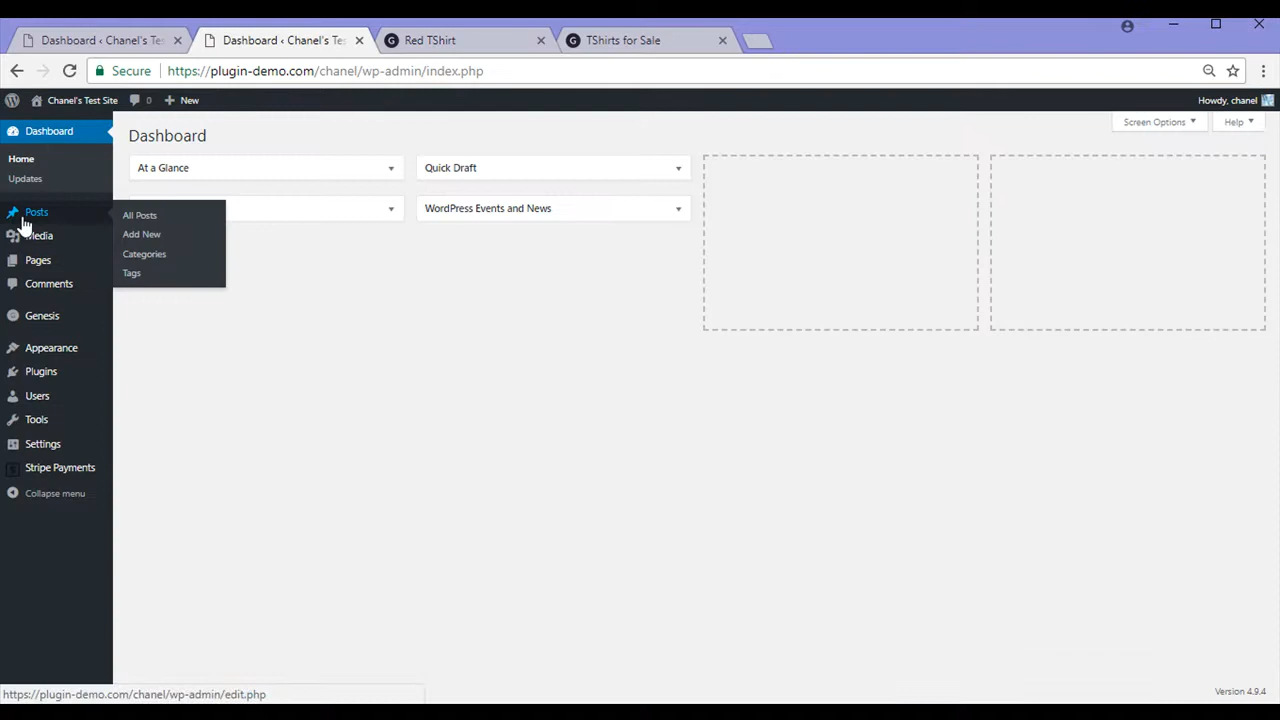 Dashboard ‹ Chanel's Tes
Dashboard ‹ Chanel's Tes
Red TShirt
TShirts for Sale
Secure https://plugin-demo.com/chanel/wp-admin/index.php
Chanel's Test Site 0 New
Howdy, chanel
Dashboard
Home
Updates
Posts
Media
Pages
Comments
Genesis
Appearance
Plugins
Users
Tools
Settings
Stripe Payments
Collapse menu
All Posts
Add New
Categories
Tags
Dashboard
Screen Options
Help
At a Glance
Quick Draft
WordPress Events and News
https://plugin-demo.com/chanel/wp-admin/edit.php
Version 4.9.4